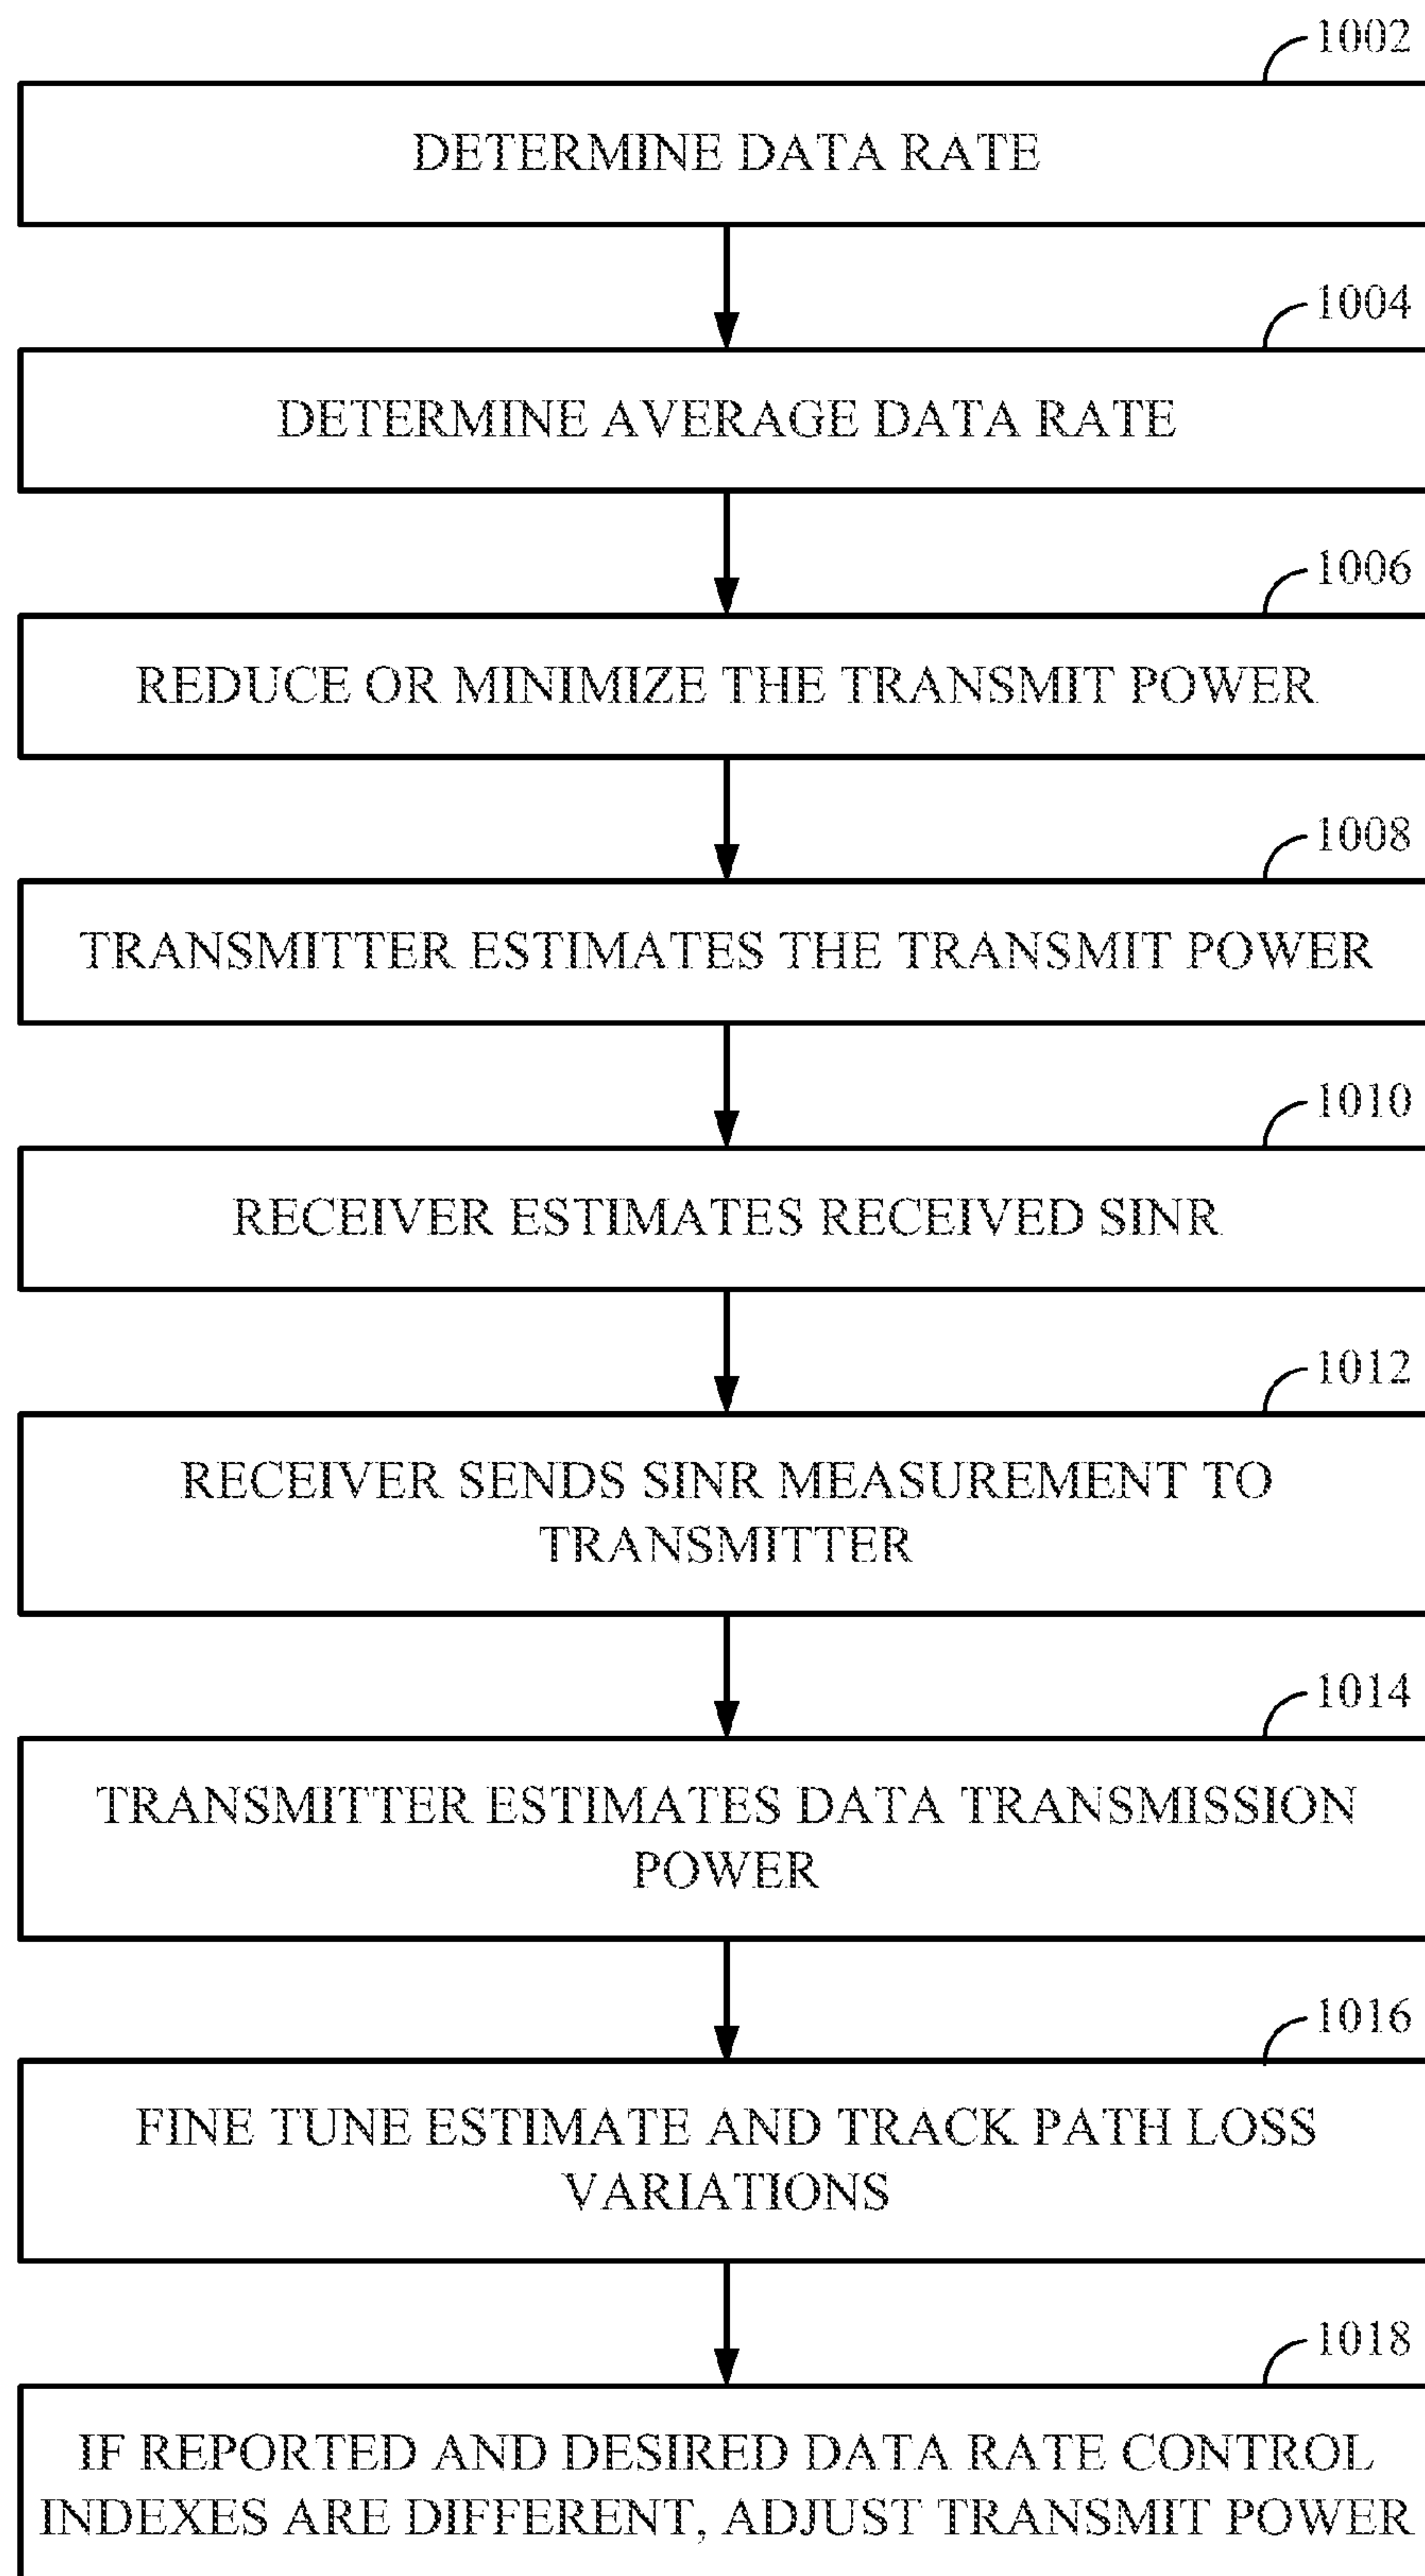 1002
DETERMINE DATA RATE
1004
DETERMINE AVERAGE DATA RATE
1006
REDUCE OR MINIMIZE THE TRANSMIT POWER
1008
TRANSMITTER ESTIMATES THE TRANSMIT POWER
1010
RECEIVER ESTIMATES RECEIVED SINR
1012
RECEIVER SENDS SINR MEASUREMENT TO
TRANSMITTER
1014
TRANSMITTER ESTIMATES DATA TRANSMISSION
POWER
1016
FINE TUNE ESTIMATE AND TRACK PATH LOSS
VARIATIONS
1018
IF REPORTED AND DESIRED DATA RATE CONTROL
INDEXES ARE DIFFERENT, ADJUST TRANSMIT POWER